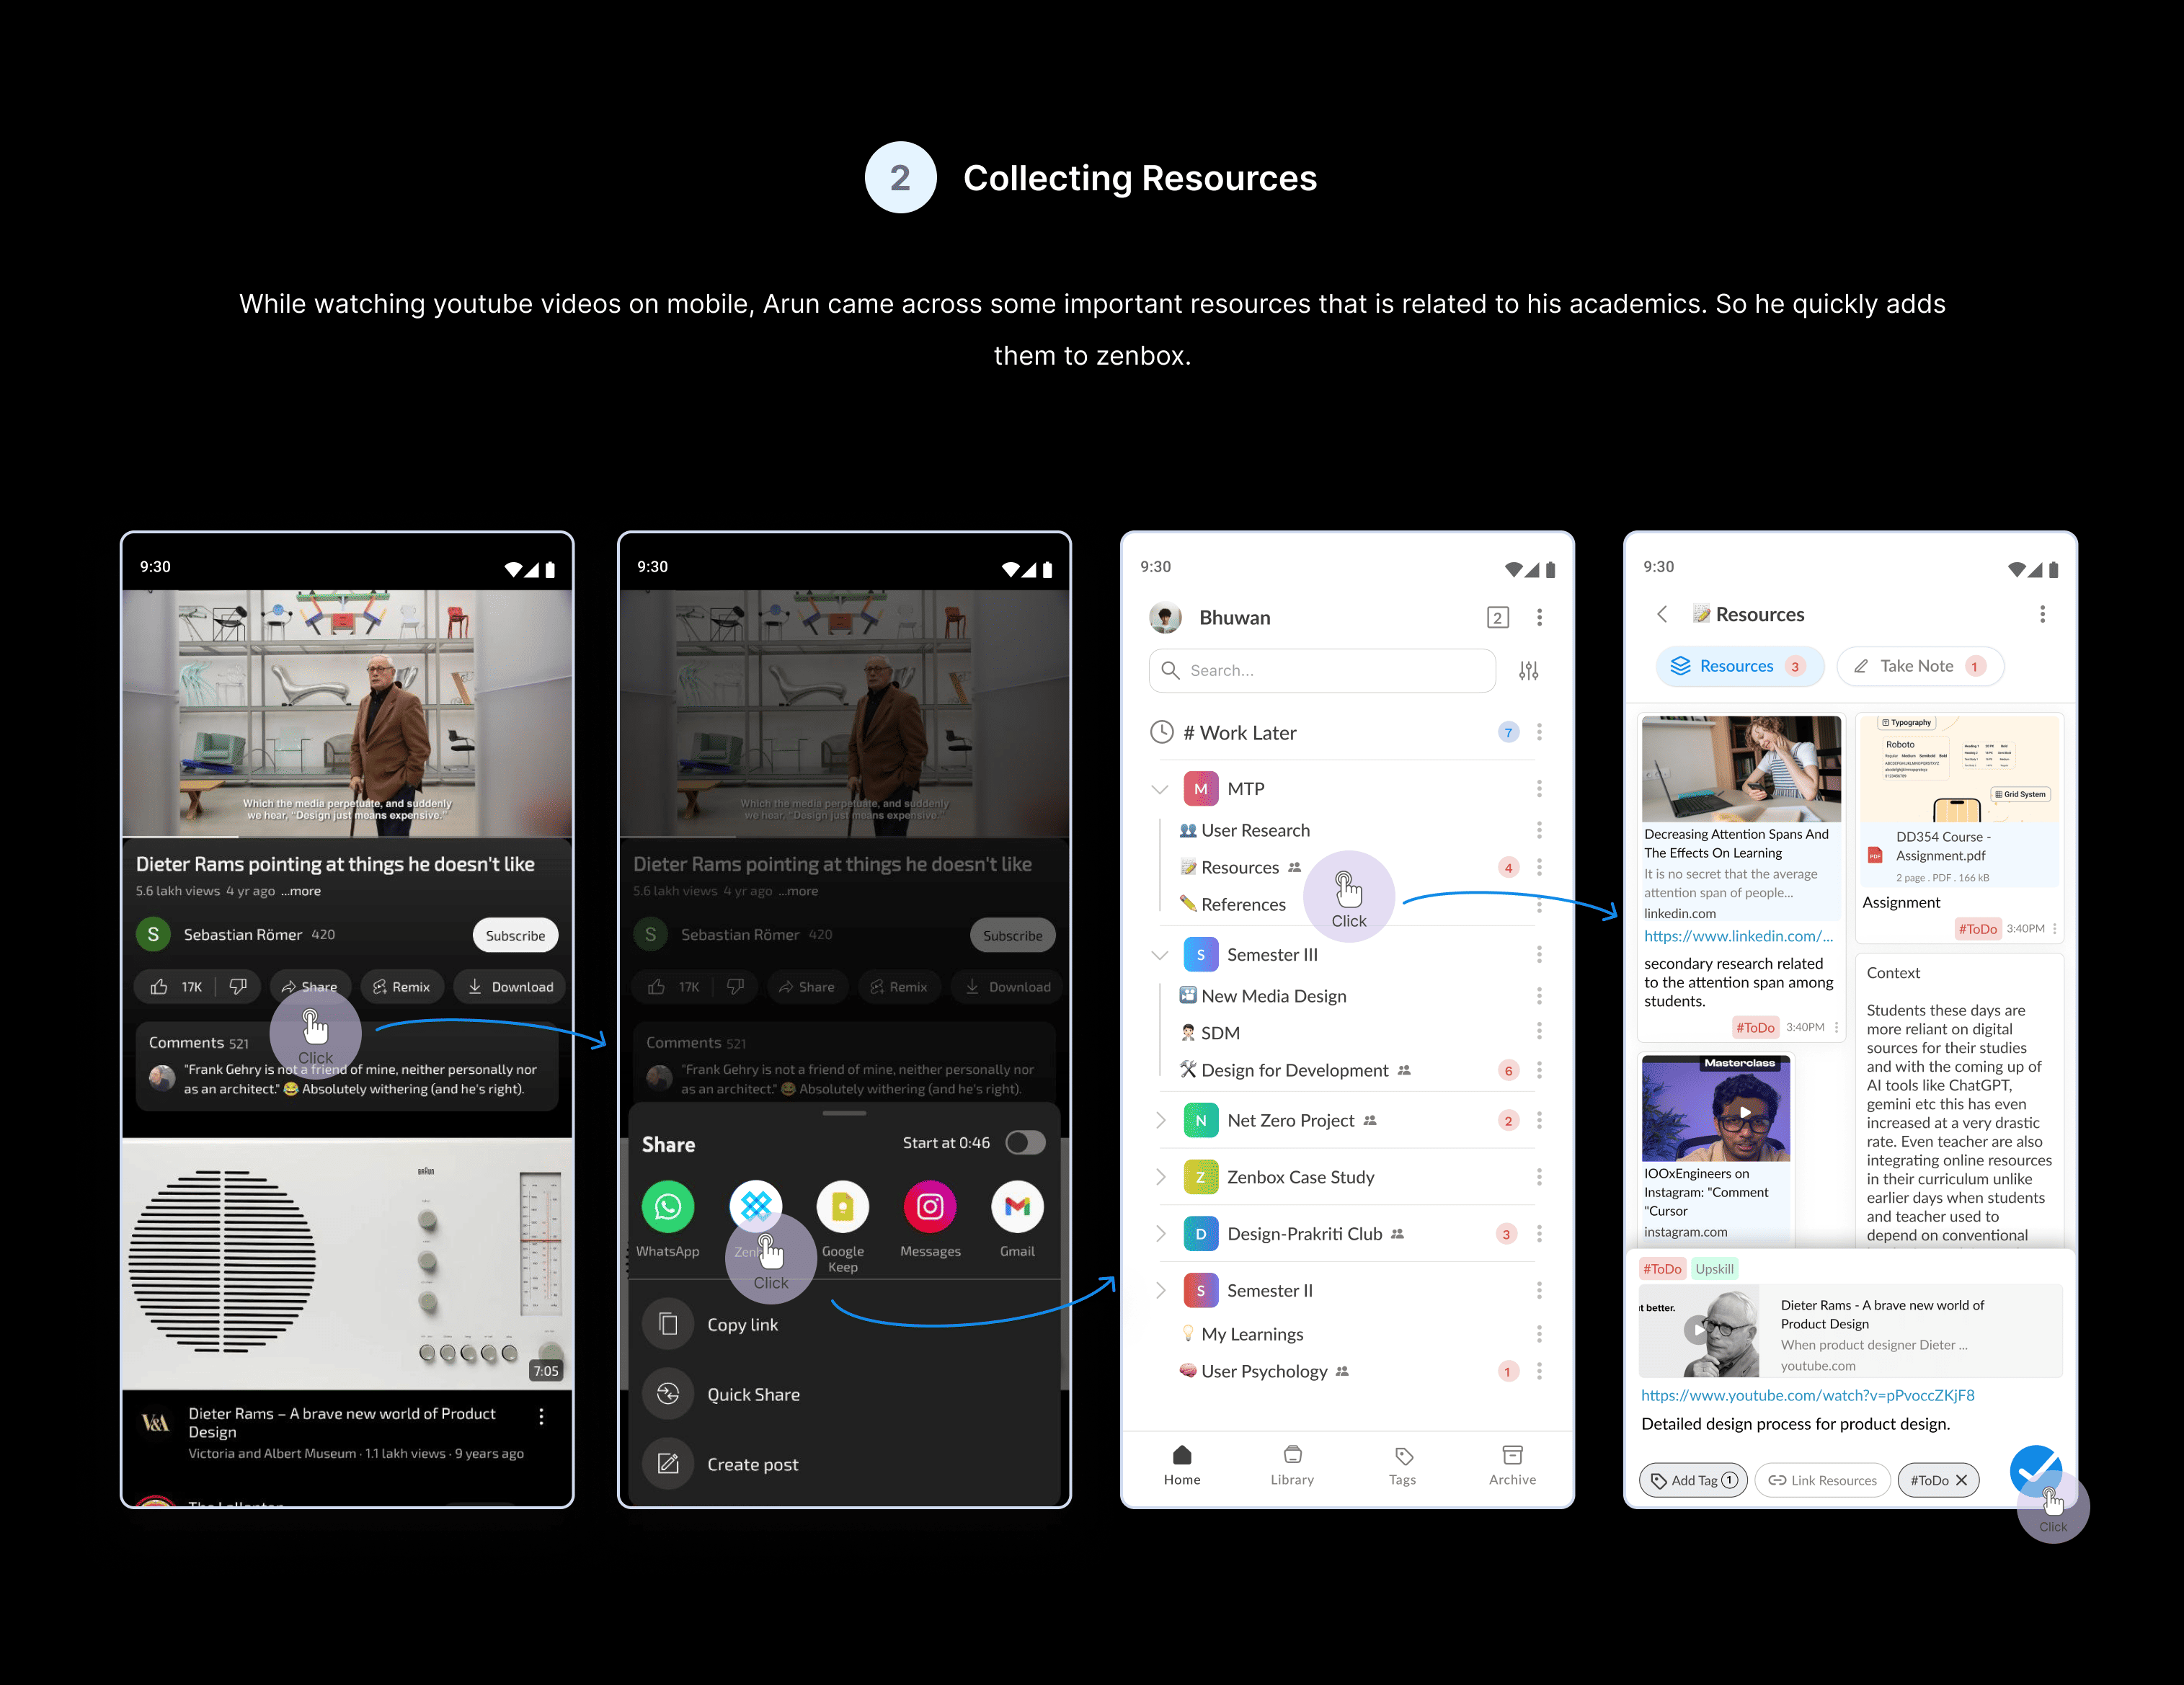 2 Collecting Resources
While watching youtube videos on mobile, Arun came across some important resources that is related to his academics. So he quickly adds
them to zenbox.
9:30
Which the media perpetuate, and suddenly
we hear, "Design just means expensive."
Dieter Rams pointing at things he doesn't like
5.6 lakh views 4 yr ago ...more
S Sebastian Römer 420 Subscribe
17K Share Remix Download
Click
Comments 521
"Frank Gehry is not a friend of mine, neither personally nor
as an architect." 😂 Absolutely withering (and he's right).
BRAUN
7:05
V&A
Dieter Rams – A brave new world of Product
Design
Victoria and Albert Museum · 1.1 lakh views · 9 years ago
9:30
Which the media perpetuate, and suddenly
we hear, "Design just means expensive."
Dieter Rams pointing at things he doesn't like
5.6 lakh views 4 yr ago ...more
S Sebastian Römer 420 Subscribe
17K Share Remix Download
Comments 521
"Frank Gehry is not a friend of mine, neither personally nor
as an architect." 😂 Absolutely withering (and he's right).
Share Start at 0:46
WhatsApp Google Keep Messages Gmail
Click
Copy link
Quick Share
Create post
9:30
Bhuwan 2
Search...
# Work Later 7
M MTP
User Research
Resources 4
References
Click
S Semester III
New Media Design
SDM
Design for Development 6
N Net Zero Project 2
Z Zenbox Case Study
D Design-Prakriti Club 3
S Semester II
My Learnings
User Psychology 1
Home Library Tags Archive
9:30
Resources
Resources 3 Take Note 1
Decreasing Attention Spans And
The Effects On Learning
It is no secret that the average
attention span of people...
linkedin.com
https://www.linkedin.com/...
secondary research related
to the attention span among
students.
#ToDo 3:40PM
Masterclass
IOOxEngineers on
Instagram: "Comment
"Cursor
instagram.com
Typography
Roboto
Grid System
PDF
DD354 Course -
Assignment.pdf
2 page . PDF . 166 kB
Assignment
#ToDo 3:40PM
Context
Students these days are
more reliant on digital
sources for their studies
and with the coming up of
AI tools like ChatGPT,
gemini etc this has even
increased at a very drastic
rate. Even teacher are also
integrating online resources
in their curriculum unlike
earlier days when students
and teacher used to
depend on conventional
#ToDo Upskill
t better.
Dieter Rams - A brave new world of
Product Design
When product designer Dieter ...
youtube.com
https://www.youtube.com/watch?v=pPvoccZKjF8
Detailed design process for product design.
Add Tag 1 Link Resources #ToDo
Click